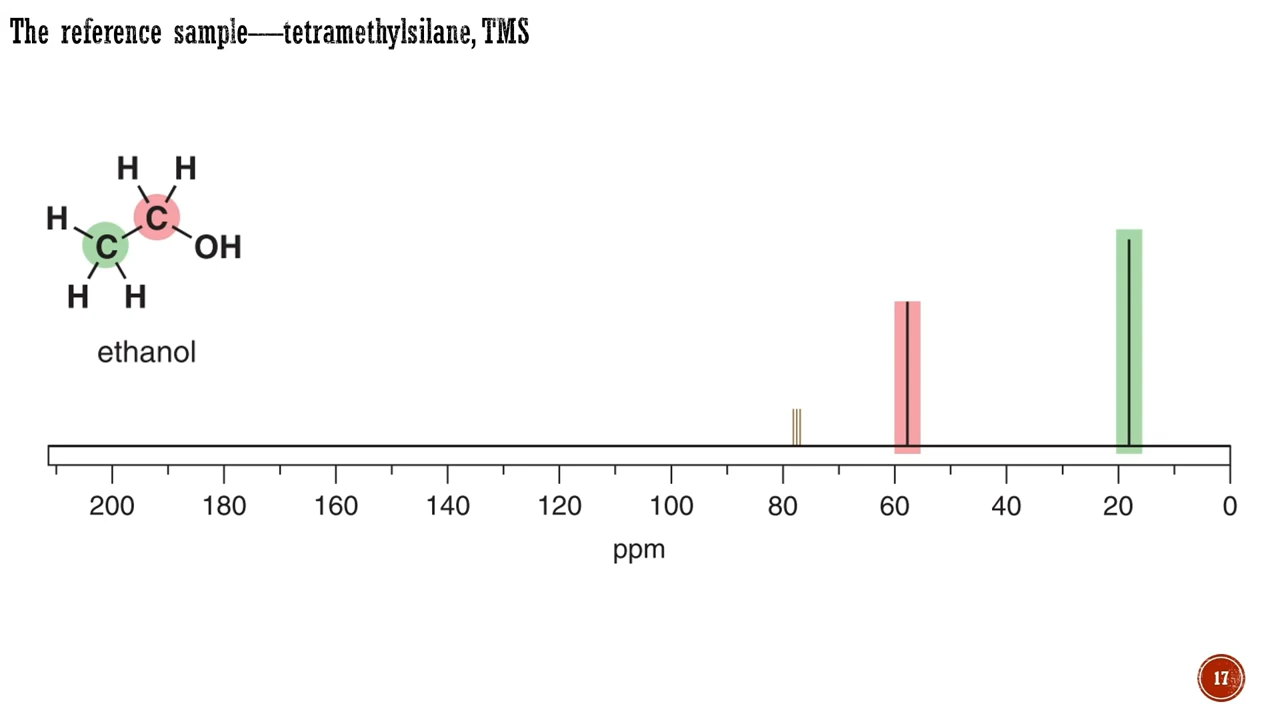 The reference sample—tetramethylsilane, TMS
H H
H C
C OH
H H
ethanol
200 180 160 140 120 100 80 60 40 20 0
ppm
17